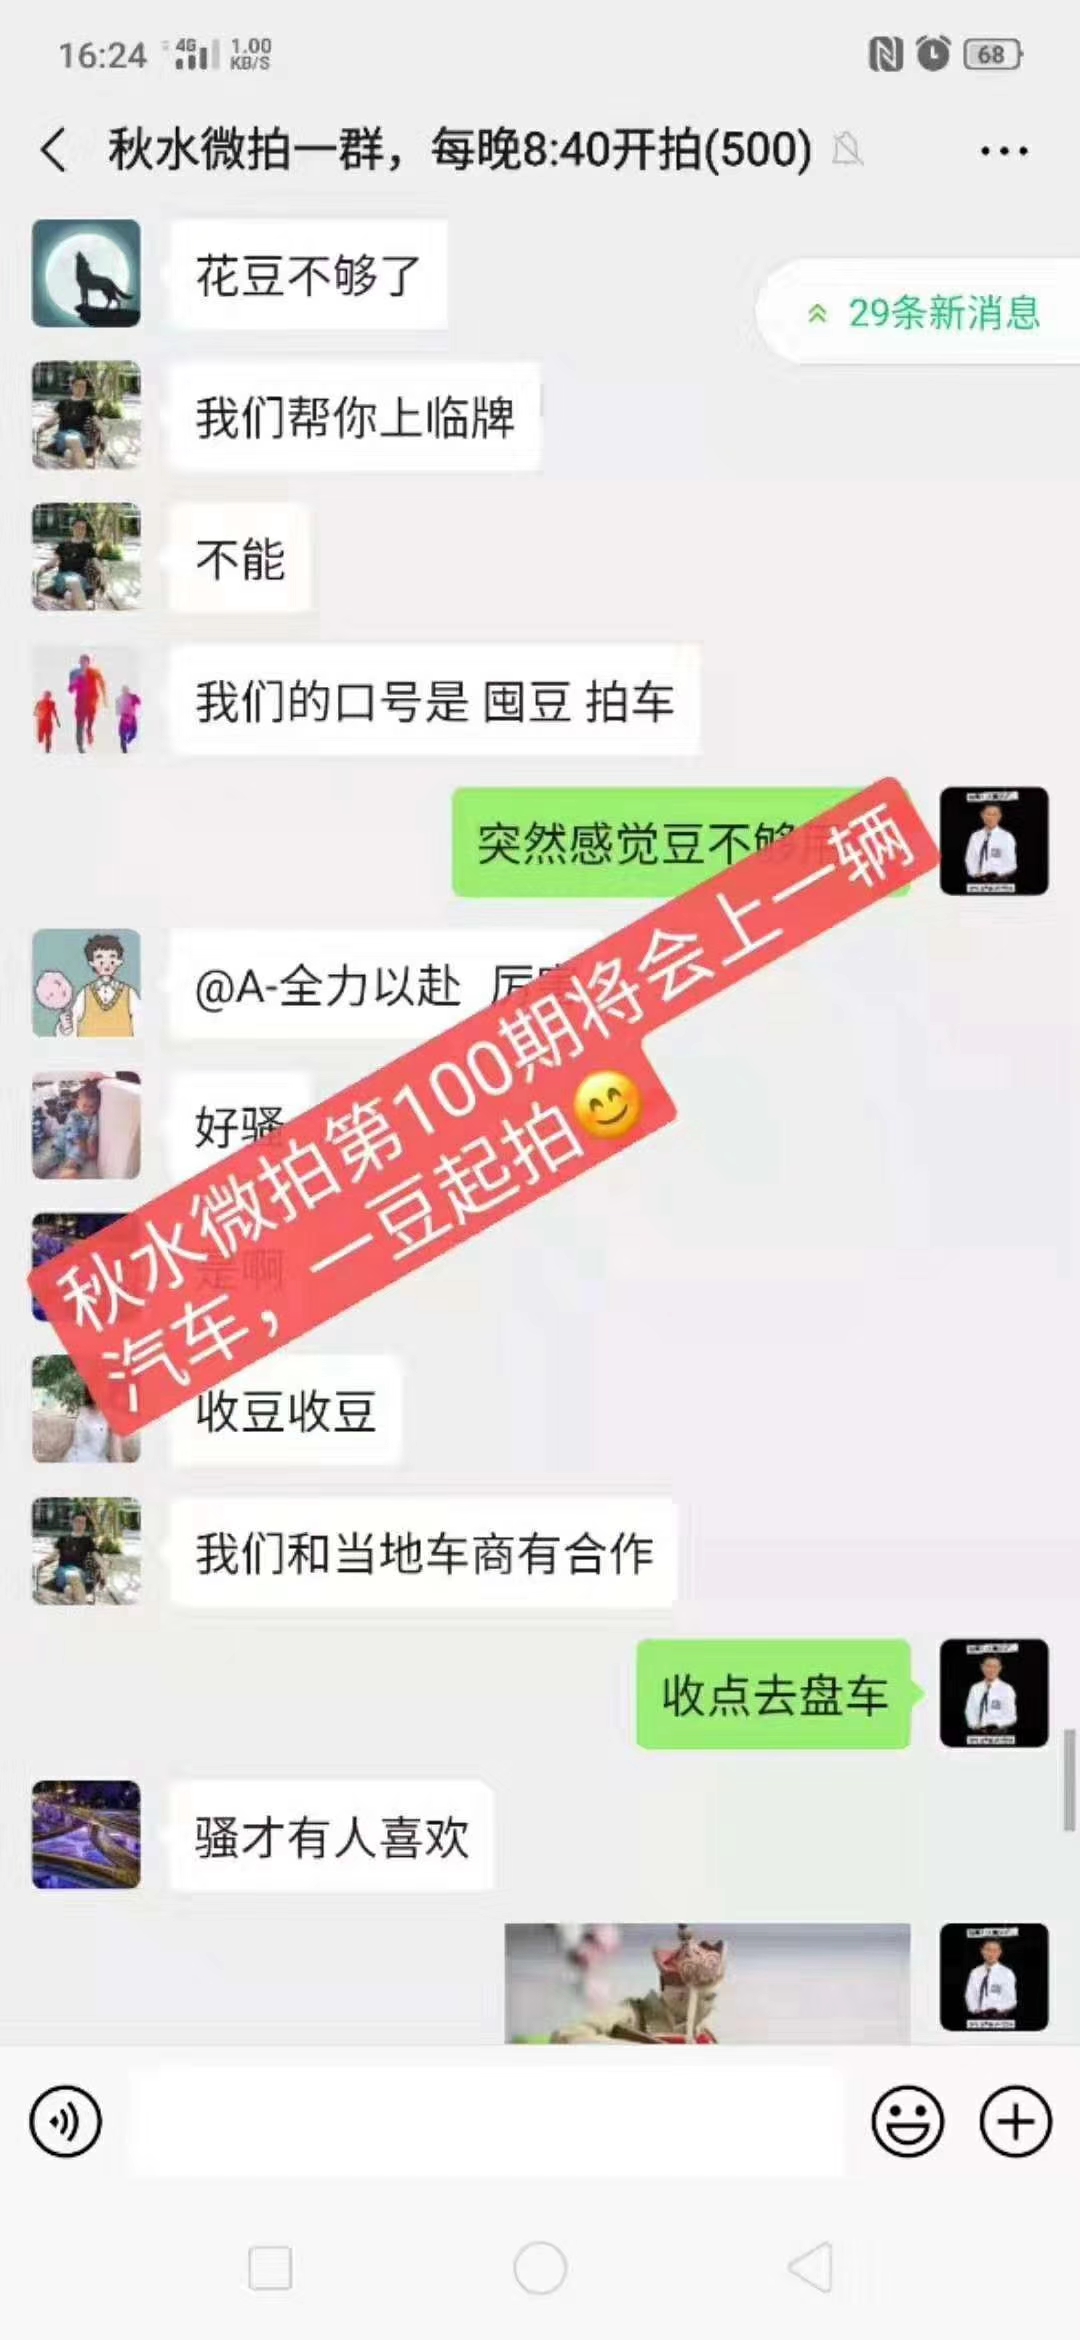 16:24
4G
1.00
KB/S
68
秋水微拍一群，每晚8:40开拍(500)
花豆不够了
29条新消息
我们帮你上临牌
不能
我们的口号是 囤豆 拍车
突然感觉豆不够用
@A-全力以赴 厉害
好骚
秋水微拍第100期将会上一辆
汽车，一豆起拍😊
是啊
收豆收豆
我们和当地车商有合作
收点去盘车
骚才有人喜欢